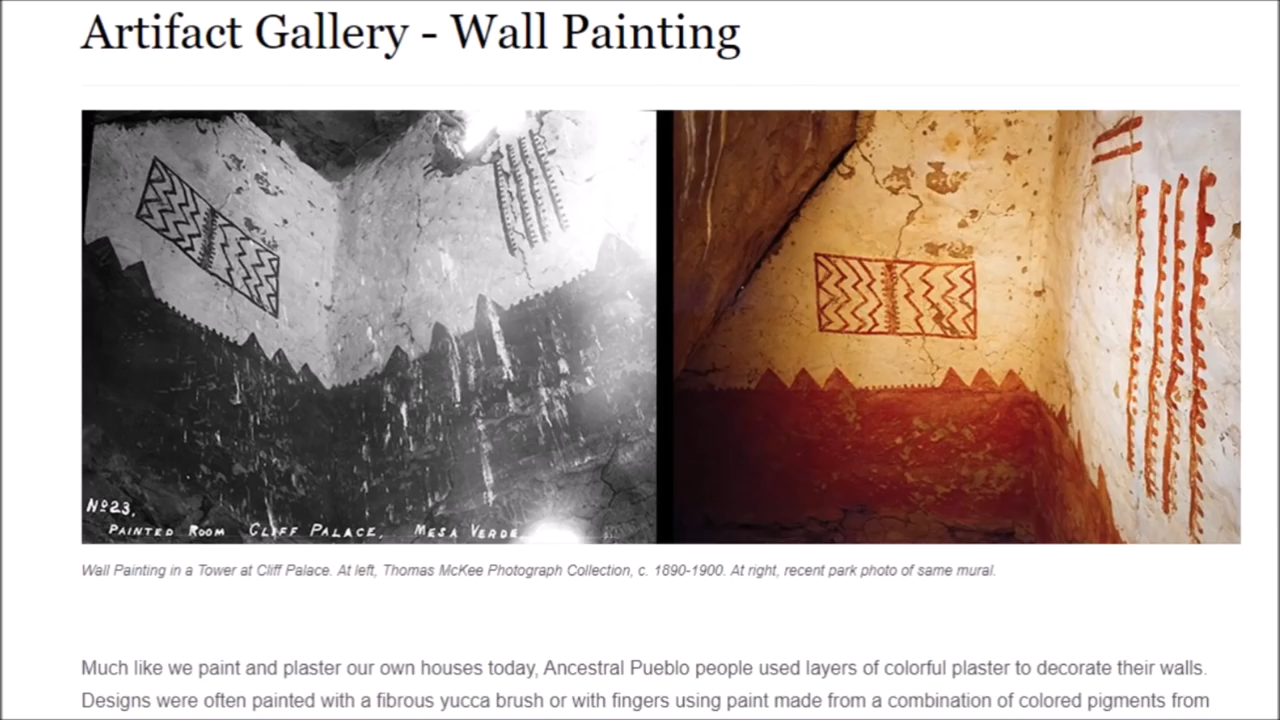 Artifact Gallery - Wall Painting
Nº23.
PAINTED ROOM CLIFF PALACE, MESA VERDE
Wall Painting in a Tower at Cliff Palace. At left, Thomas McKee Photograph Collection, c. 1890-1900. At right, recent park photo of same mural.
Much like we paint and plaster our own houses today, Ancestral Pueblo people used layers of colorful plaster to decorate their walls.
Designs were often painted with a fibrous yucca brush or with fingers using paint made from a combination of colored pigments from